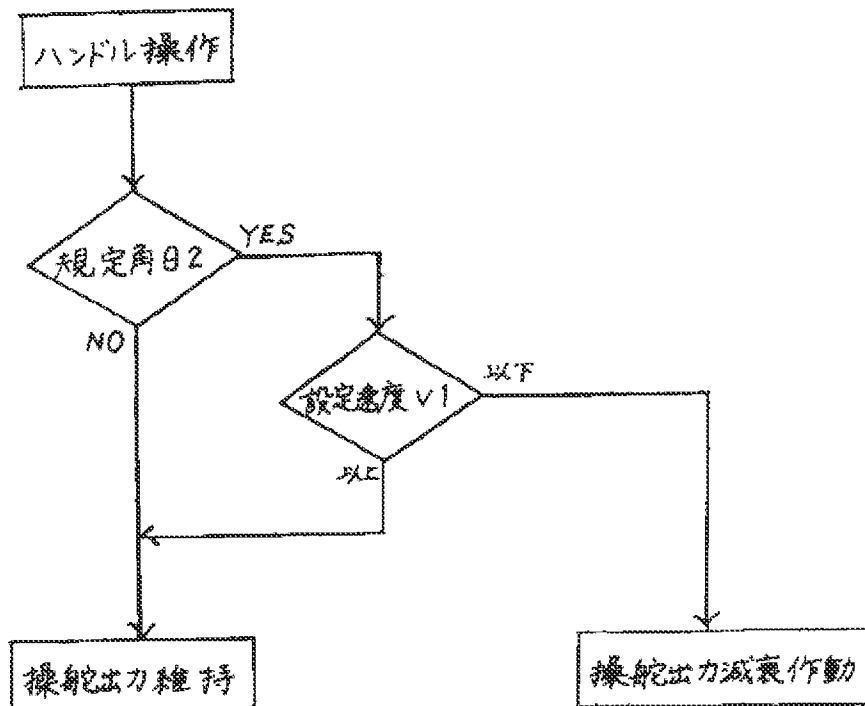 ハンドル操作
規定角θ2
YES
NO
設定速度V1
以下
以上
操舵出力維持
操舵出力減衰作動